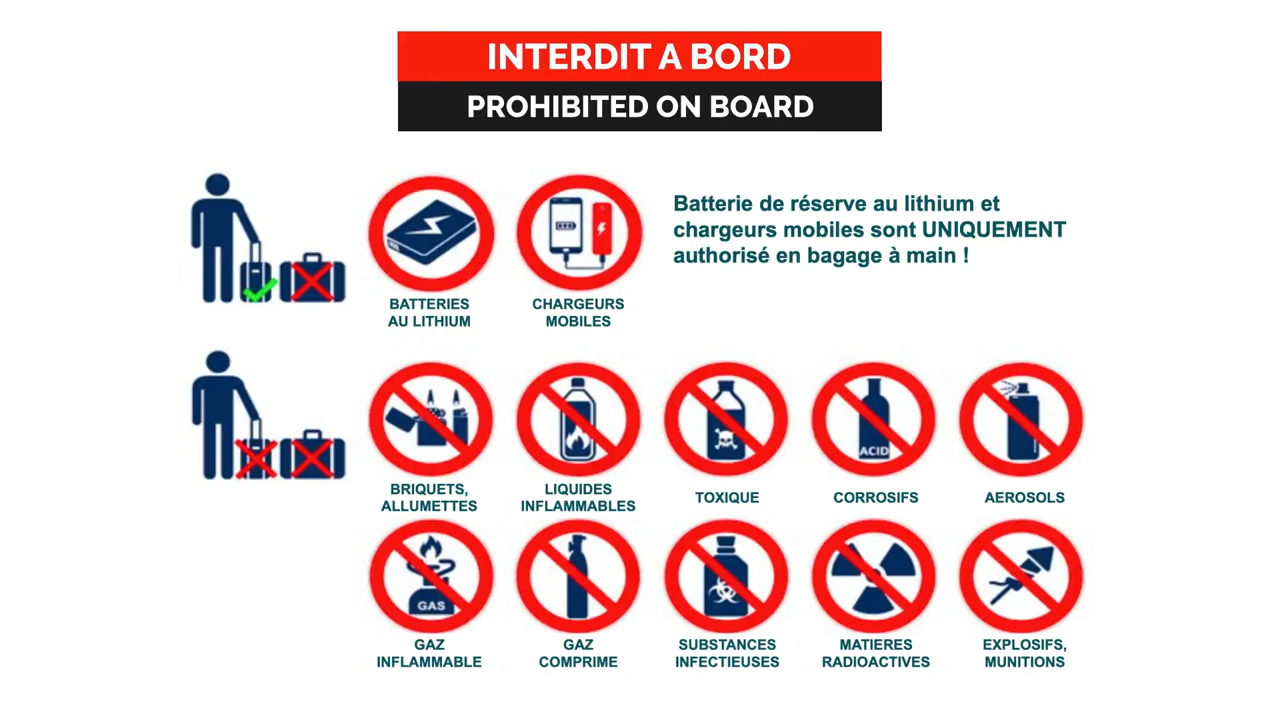 INTERDIT A BORD
PROHIBITED ON BOARD
Batterie de réserve au lithium et
chargeurs mobiles sont UNIQUEMENT
authorisé en bagage à main !
BATTERIES
AU LITHIUM
CHARGEURS
MOBILES
BRIQUETS,
ALLUMETTES
LIQUIDES
INFLAMMABLES
TOXIQUE
ACID
CORROSIFS
AEROSOLS
GAS
GAZ
INFLAMMABLE
GAZ
COMPRIME
SUBSTANCES
INFECTIEUSES
MATIERES
RADIOACTIVES
EXPLOSIFS,
MUNITIONS